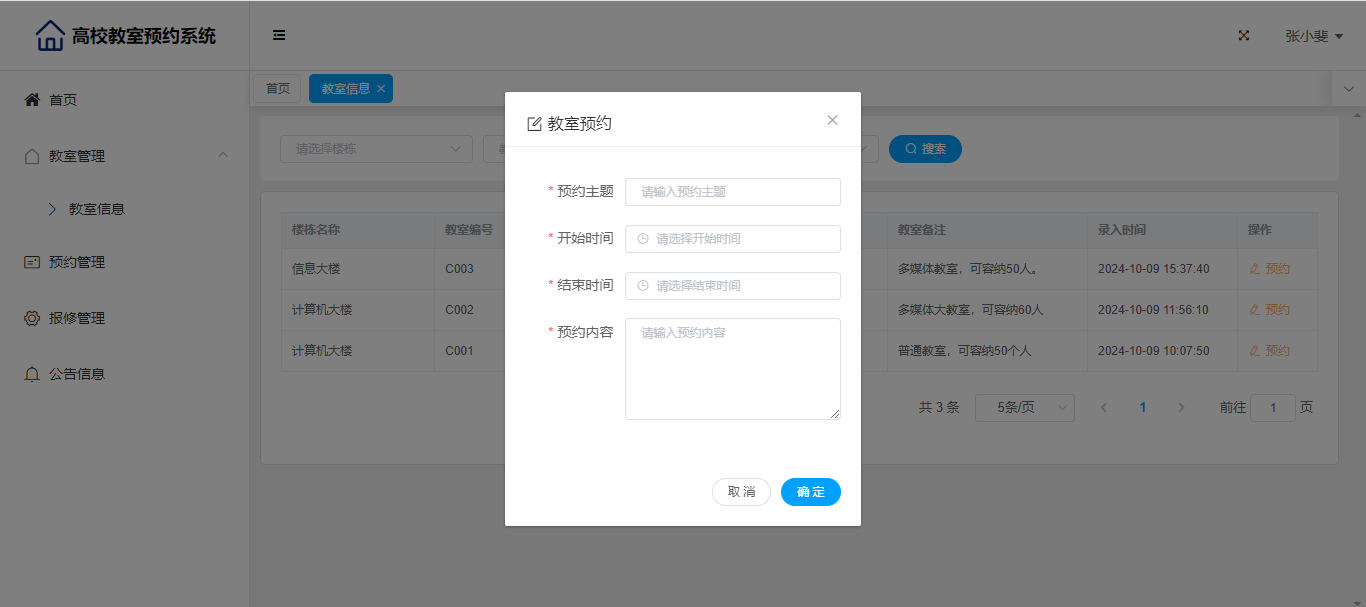 高校教室预约系统
张小斐
首页
教室信息
首页
教室管理
教室信息
预约管理
报修管理
公告信息
请选择楼栋
搜索
楼栋名称 教室编号 教室备注 录入时间 操作
信息大楼 C003 多媒体教室，可容纳50人。 2024-10-09 15:37:40 预约
计算机大楼 C002 多媒体大教室，可容纳60人 2024-10-09 11:56:10 预约
计算机大楼 C001 普通教室，可容纳50个人 2024-10-09 10:07:50 预约
共 3 条 5条/页 1 前往 1 页
教室预约
* 预约主题 请输入预约主题
* 开始时间 请选择开始时间
* 结束时间 请选择结束时间
* 预约内容 请输入预约内容
取消 确定